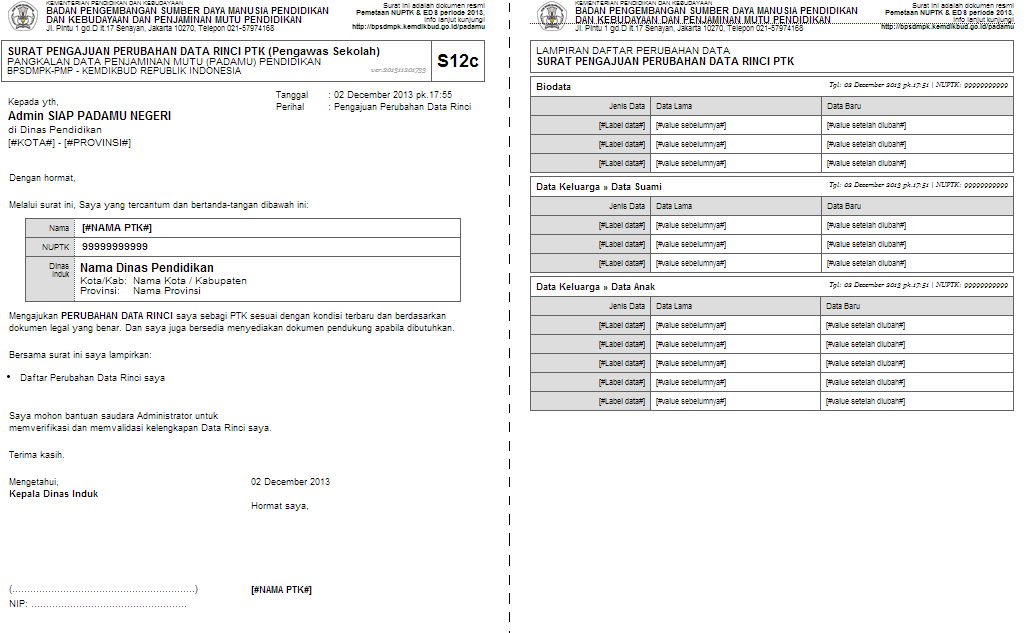 KEMENTERIAN PENDIDIKAN DAN KEBUDAYAAN
BADAN PENGEMBANGAN SUMBER DAYA MANUSIA PENDIDIKAN
DAN KEBUDAYAAN DAN PENJAMINAN MUTU PENDIDIKAN
Jl. Pintu 1 gd.D lt.17 Senayan, Jakarta 10270, Telepon 021-57974168
Surat ini adalah dokumen resmi
Pemetaan NUPTK & EDS periode 2013.
info lanjut kunjungi
http://bpsdmpk.kemdikbud.go.id/padamu
SURAT PENGAJUAN PERUBAHAN DATA RINCI PTK (Pengawas Sekolah)
PANGKALAN DATA PENJAMINAN MUTU (PADAMU) PENDIDIKAN
BPSDMPK-PMP - KEMDIKBUD REPUBLIK INDONESIA
ver.201311201733
S12c
Tanggal : 02 December 2013 pk.17:55
Perihal : Pengajuan Perubahan Data Rinci
Kepada yth,
Admin SIAP PADAMU NEGERI
di Dinas Pendidikan
[#KOTA#] - [#PROVINSI#]
Dengan hormat,
Melalui surat ini, Saya yang tercantum dan bertanda-tangan dibawah ini:
Nama [#NAMA PTK#]
NUPTK 99999999999
Dinas Induk Nama Dinas Pendidikan
Kota/Kab: Nama Kota / Kabupaten
Provinsi: Nama Provinsi
Mengajukan PERUBAHAN DATA RINCI saya sebagi PTK sesuai dengan kondisi terbaru dan berdasarkan
dokumen legal yang benar. Dan saya juga bersedia menyediakan dokumen pendukung apabila dibutuhkan.
Bersama surat ini saya lampirkan:
• Daftar Perubahan Data Rinci saya
Saya mohon bantuan saudara Administrator untuk
memverifikasi dan memvalidasi kelengkapan Data Rinci saya.
Terima kasih.
Mengetahui,
Kepala Dinas Induk
02 December 2013
Hormat saya,
(..............................................................)
[#NAMA PTK#]
NIP: ....................................................
KEMENTERIAN PENDIDIKAN DAN KEBUDAYAAN
BADAN PENGEMBANGAN SUMBER DAYA MANUSIA PENDIDIKAN
DAN KEBUDAYAAN DAN PENJAMINAN MUTU PENDIDIKAN
Jl. Pintu 1 gd.D lt.17 Senayan, Jakarta 10270, Telepon 021-57974168
Surat ini adalah dokumen resmi
Pemetaan NUPTK & EDS periode 2013.
info lanjut kunjungi
http://bpsdmpk.kemdikbud.go.id/padamu
LAMPIRAN DAFTAR PERUBAHAN DATA
SURAT PENGAJUAN PERUBAHAN DATA RINCI PTK
Biodata Tgl: 02 December 2013 pk.17:51 | NUPTK: 99999999999
Jenis Data Data Lama Data Baru
[#Label data#] [#value sebelumnya#] [#value setelah diubah#]
[#Label data#] [#value sebelumnya#] [#value setelah diubah#]
[#Label data#] [#value sebelumnya#] [#value setelah diubah#]
Data Keluarga » Data Suami Tgl: 02 December 2013 pk.17:51 | NUPTK: 99999999999
Jenis Data Data Lama Data Baru
[#Label data#] [#value sebelumnya#] [#value setelah diubah#]
[#Label data#] [#value sebelumnya#] [#value setelah diubah#]
[#Label data#] [#value sebelumnya#] [#value setelah diubah#]
Data Keluarga » Data Anak Tgl: 02 December 2013 pk.17:51 | NUPTK: 99999999999
Jenis Data Data Lama Data Baru
[#Label data#] [#value sebelumnya#] [#value setelah diubah#]
[#Label data#] [#value sebelumnya#] [#value setelah diubah#]
[#Label data#] [#value sebelumnya#] [#value setelah diubah#]
[#Label data#] [#value sebelumnya#] [#value setelah diubah#]
[#Label data#] [#value sebelumnya#] [#value setelah diubah#]